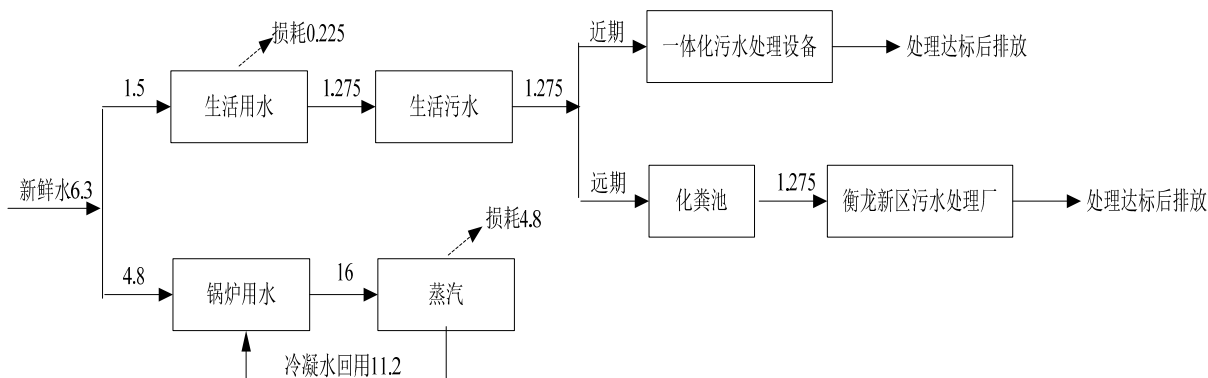 损耗0.225
近期
一体化污水处理设备
处理达标后排放
1.5
生活用水
1.275
生活污水
1.275
新鲜水6.3
远期
化粪池
1.275
衡龙新区污水处理厂
处理达标后排放
损耗4.8
4.8
锅炉用水
16
蒸汽
冷凝水回用11.2